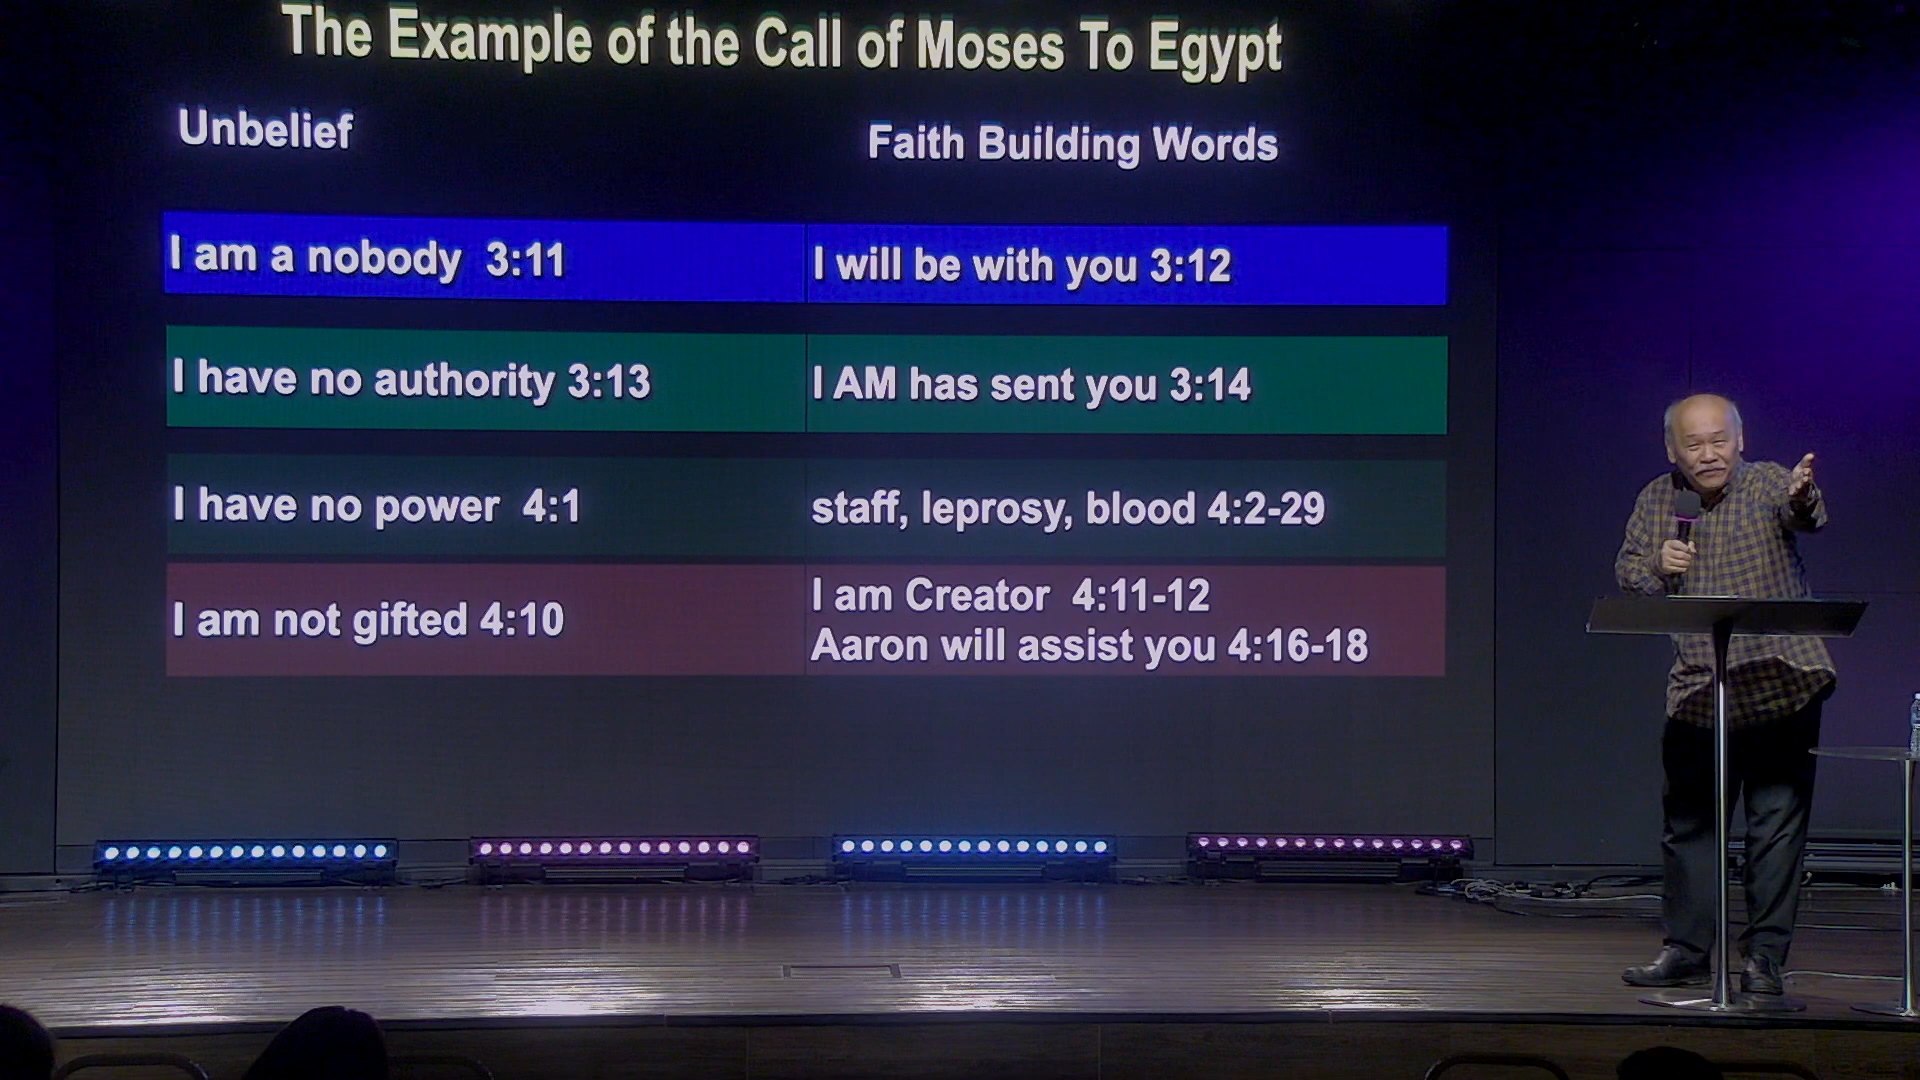 The Example of the Call of Moses To Egypt
Unbelief
Faith Building Words
I am a nobody 3:11
I will be with you 3:12
I have no authority 3:13
I AM has sent you 3:14
I have no power 4:1
staff, leprosy, blood 4:2-29
I am not gifted 4:10
I am Creator 4:11-12
Aaron will assist you 4:16-18